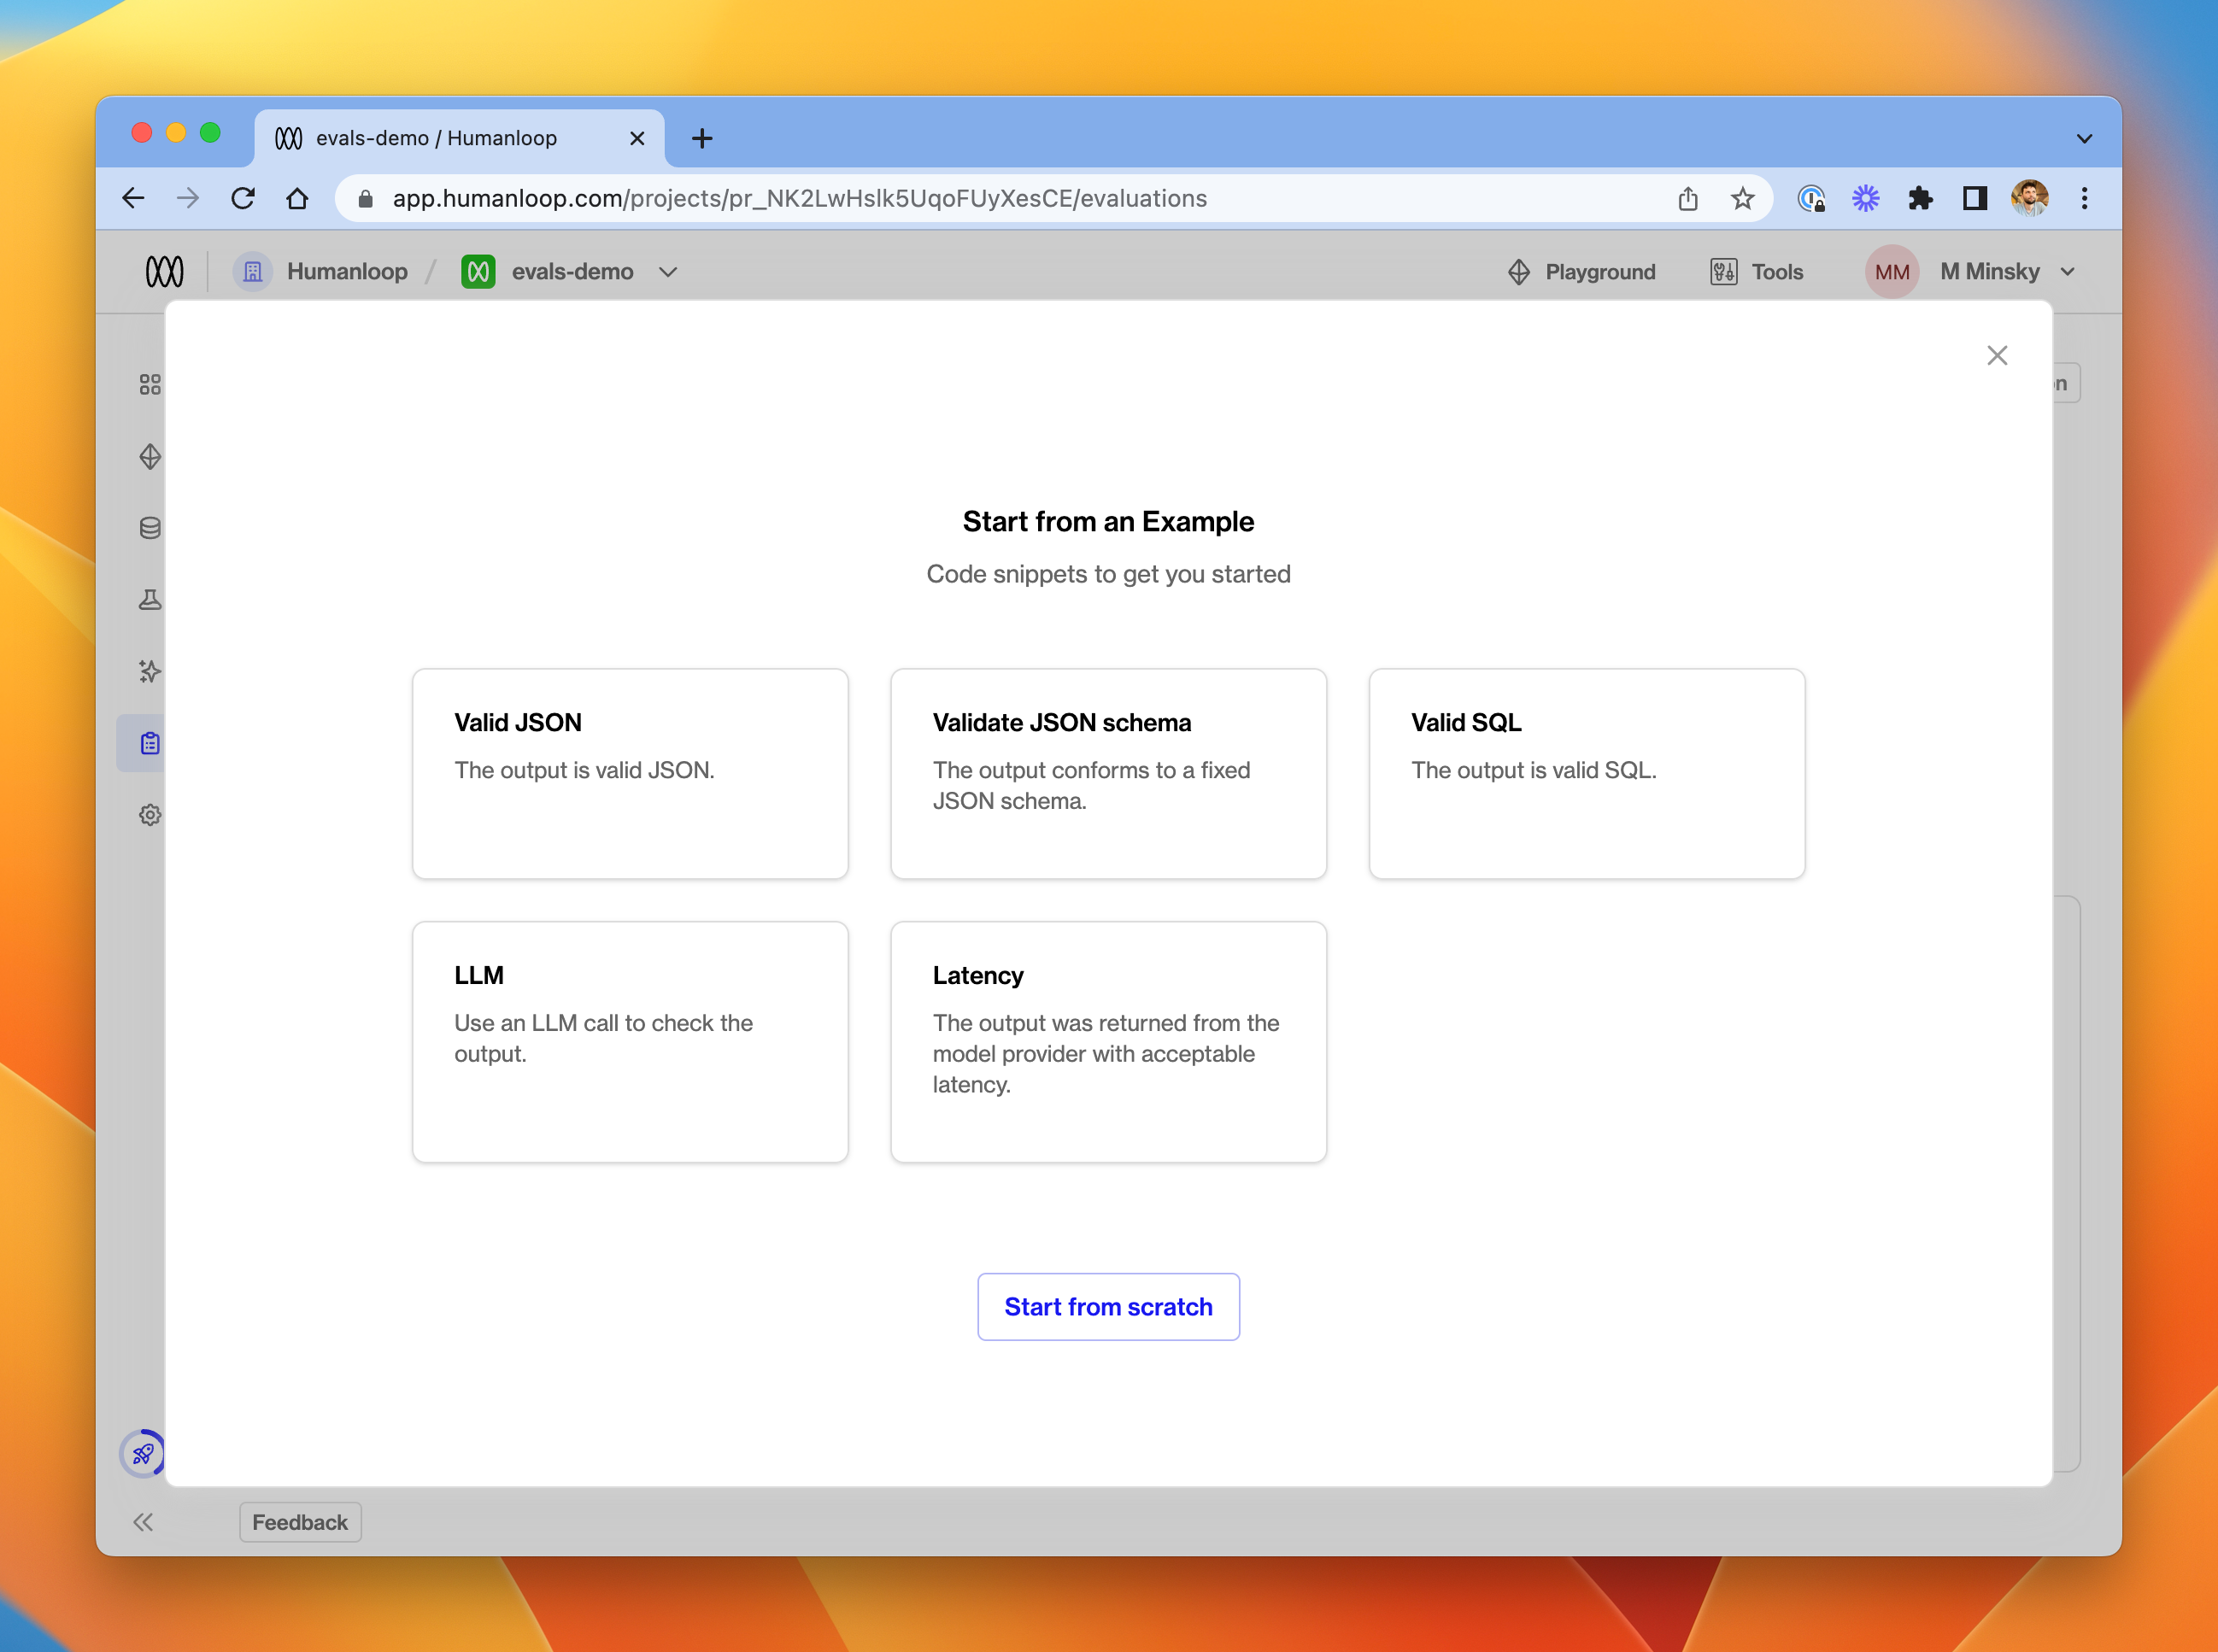 evals-demo / Humanloop
app.humanloop.com/projects/pr_NK2LwHslk5UqoFUyXesCE/evaluations
Humanloop / evals-demo
Playground
Tools
MM
M Minsky
n
Start from an Example
Code snippets to get you started
Valid JSON
The output is valid JSON.
Validate JSON schema
The output conforms to a fixed
JSON schema.
Valid SQL
The output is valid SQL.
LLM
Use an LLM call to check the
output.
Latency
The output was returned from the
model provider with acceptable
latency.
Start from scratch
Feedback